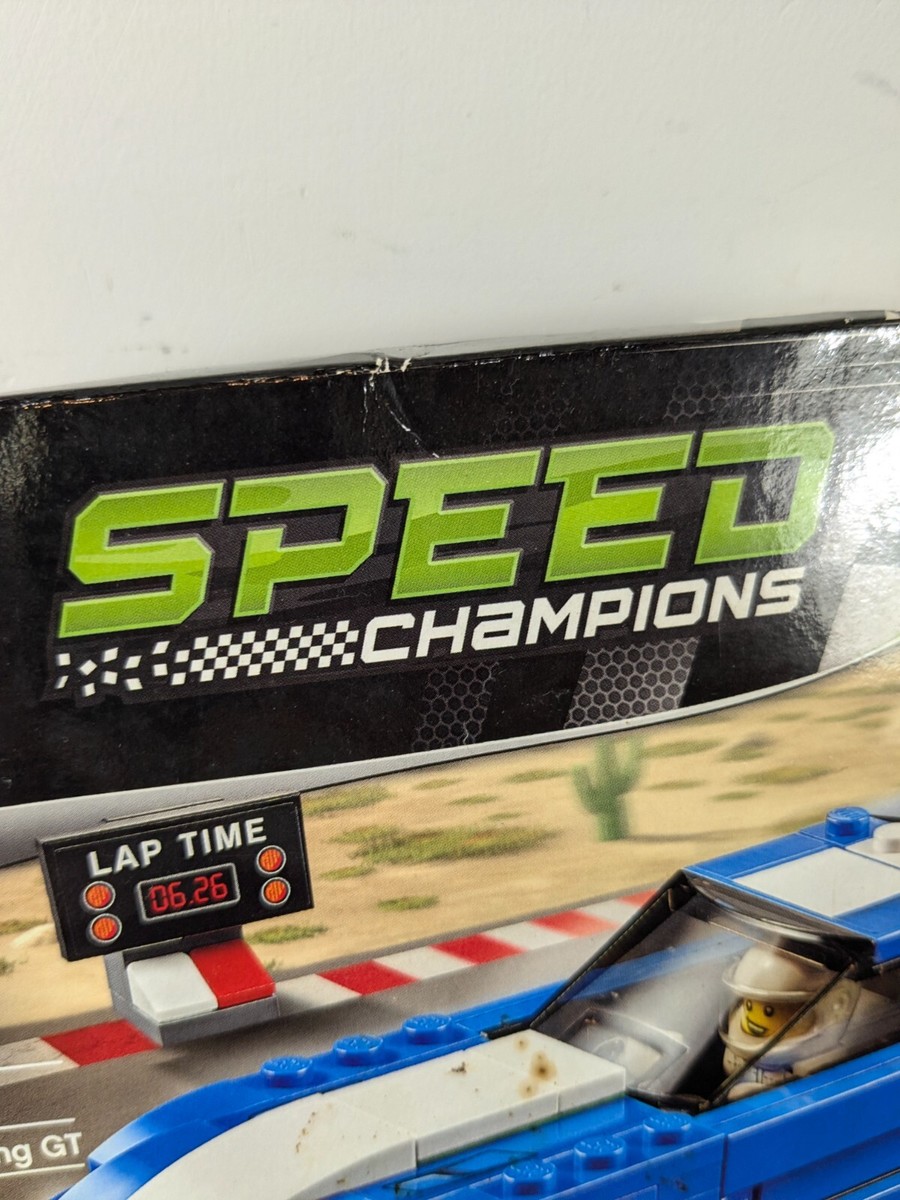 SPEED
CHAMPIONS
LAP TIME
06.26
ng GT